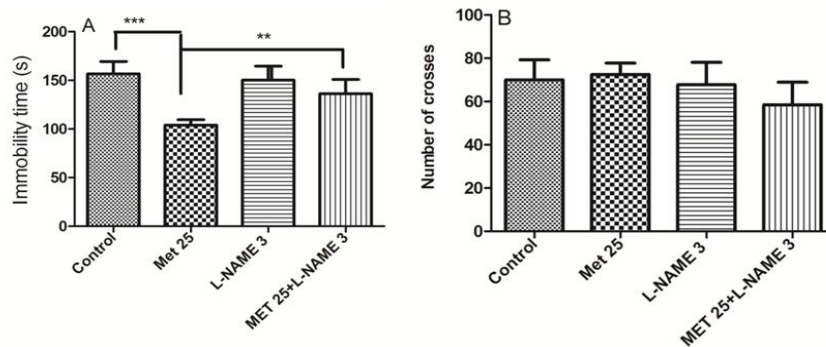 A
***
**
Immobility time (s)
200
150
100
50
0
Control
Met 25
L-NAME 3
MET 25+L-NAME 3
B
Number of crosses
100
80
60
40
20
0
Control
Met 25
L-NAME 3
MET 25+L-NAME 3